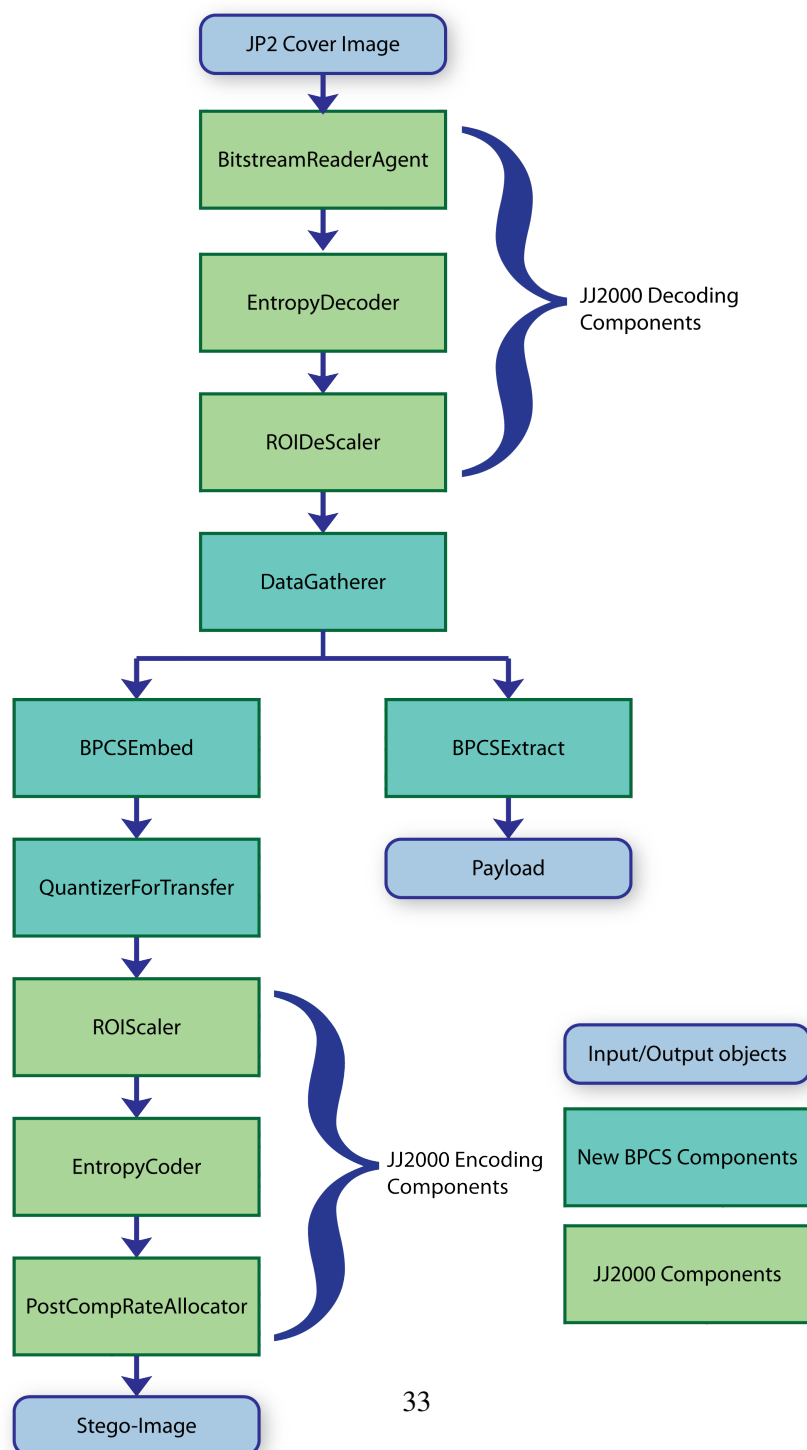 JP2 Cover Image
BitstreamReaderAgent
EntropyDecoder
JJ2000 Decoding
Components
ROIDeScaler
DataGatherer
BPCSEmbed
BPCSExtract
QuantizerForTransfer
Payload
ROIScaler
EntropyCoder
JJ2000 Encoding
Components
PostCompRateAllocator
Stego-Image
Input/Output objects
New BPCS Components
JJ2000 Components
33